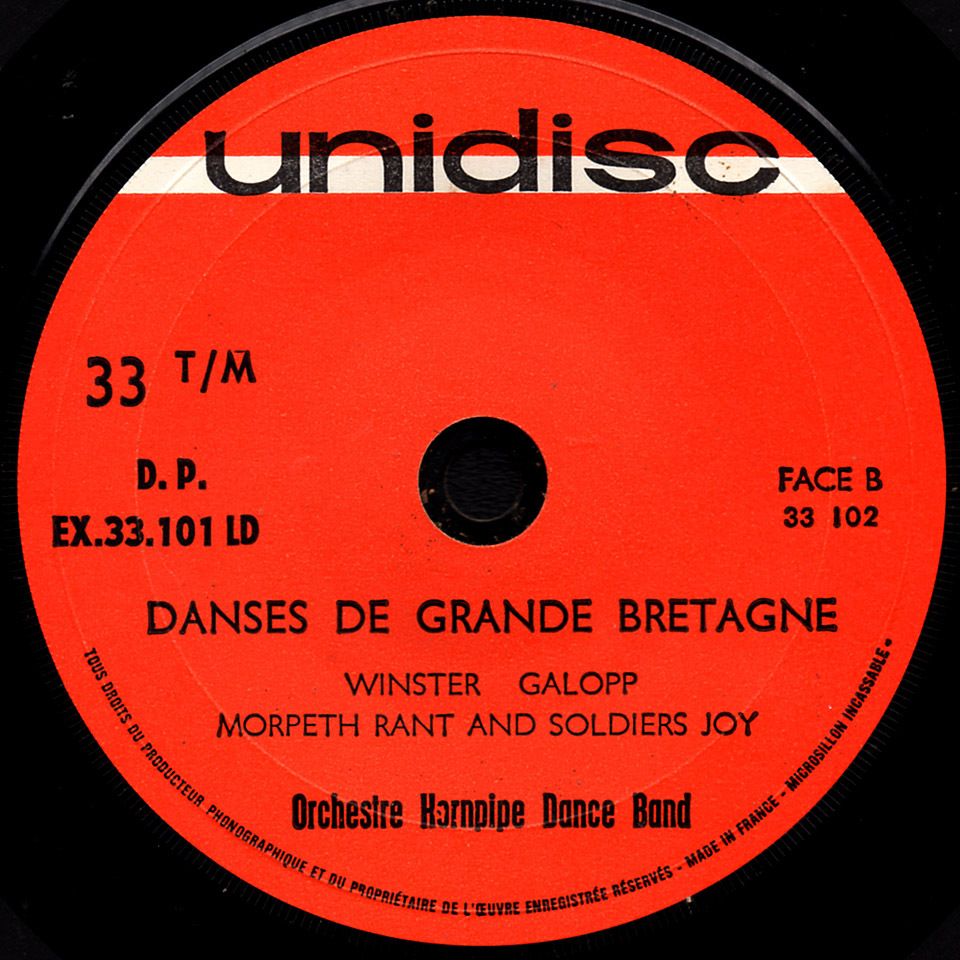 unidisc
33 T/M
D. P.
EX.33.101 LD
FACE B
33 102
DANSES DE GRANDE BRETAGNE
WINSTER GALOPP
MORPETH RANT AND SOLDIERS JOY
Orchestre Hornpipe Dance Band
TOUS DROITS DU PRODUCTEUR PHONOGRAPHIQUE ET DU PROPRIÉTAIRE DE L'ŒUVRE ENREGISTRÉE RÉSERVÉS - MADE IN FRANCE - MICROSILLON INCASSABLE •